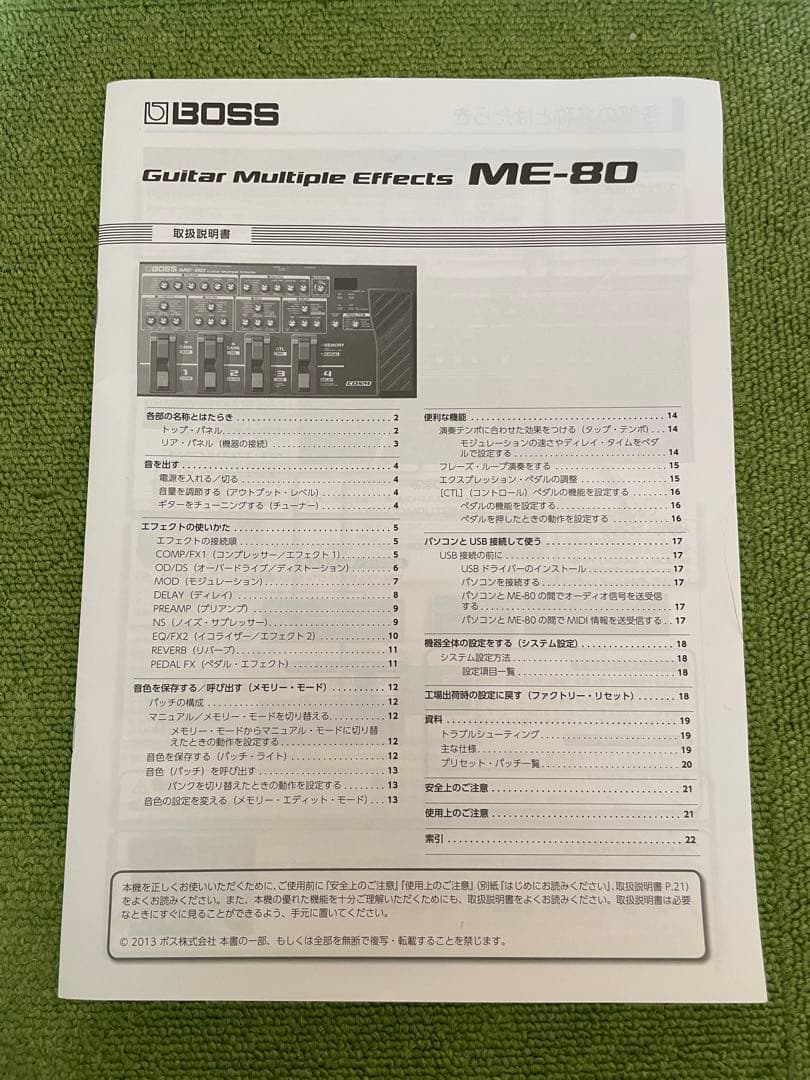 BOSS
Guitar Multiple Effects ME-80
取扱説明書
BOSS ME-80 Guitar Multiple Effects
MEMORY
MANUAL
1
2
3
4
COSM
各部の名称とはたらき 2
トップ・パネル 2
リア・パネル（機器の接続） 3
音を出す 4
電源を入れる／切る 4
音量を調節する（アウトプット・レベル） 4
ギターをチューニングする（チューナー） 4
エフェクトの使いかた 5
エフェクトの接続順 5
COMP/FX1（コンプレッサー／エフェクト 1） 5
OD/DS（オーバードライブ／ディストーション） 6
MOD（モジュレーション） 7
DELAY（ディレイ） 8
PREAMP（プリアンプ） 9
NS（ノイズ・サプレッサー） 9
EQ/FX2（イコライザー／エフェクト 2） 10
REVERB（リバーブ） 11
PEDAL FX（ペダル・エフェクト） 11
音色を保存する／呼び出す（メモリー・モード） 12
パッチの構成 12
マニュアル／メモリー・モードを切り替える 12
メモリー・モードからマニュアル・モードに切り替
えたときの動作を設定する 12
音色を保存する（パッチ・ライト） 12
音色（パッチ）を呼び出す 13
バンクを切り替えたときの動作を設定する 13
音色の設定を変える（メモリー・エディット・モード） 13
便利な機能 14
演奏テンポに合わせた効果をつける（タップ・テンポ） 14
モジュレーションの速さやディレイ・タイムをペダ
ルで設定する 14
フレーズ・ループ演奏をする 15
エクスプレッション・ペダルの調整 15
［CTL］（コントロール）ペダルの機能を設定する 16
ペダルの機能を設定する 16
ペダルを押したときの動作を設定する 16
パソコンと USB 接続して使う 17
USB 接続の前に 17
USB ドライバーのインストール 17
パソコンを接続する 17
パソコンと ME-80 の間でオーディオ信号を送受信
する 17
パソコンと ME-80 の間で MIDI 情報を送受信する 17
機器全体の設定をする（システム設定） 18
システム設定方法 18
設定項目一覧 18
工場出荷時の設定に戻す（ファクトリー・リセット） 18
資料 19
トラブルシューティング 19
主な仕様 19
プリセット・パッチ一覧 20
安全上のご注意 21
使用上のご注意 21
索引 22
本機を正しくお使いいただくために、ご使用前に「安全上のご注意」「使用上のご注意」（別紙「はじめにお読みください」、取扱説明書 P.21）
をよくお読みください。また、本機の優れた機能を十分ご理解いただくためにも、取扱説明書をよくお読みください。取扱説明書は必要
なときにすぐに見ることができるよう、手元に置いてください。
© 2013 ボス株式会社 本書の一部、もしくは全部を無断で複写・転載することを禁じます。